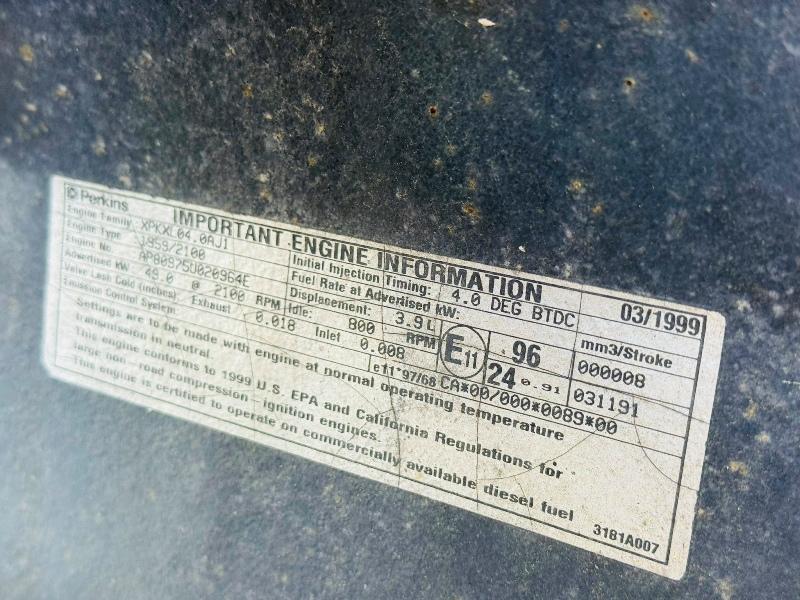 © Perkins IMPORTANT ENGINE INFORMATION 03/1999
Engine Family XPKXL04.0AJ1 Initial Injection Timing: 4.0 DEG BTDC
Engine Type 1959/2100 Fuel Rate at Advertised kW: .96 mm3/Stroke
Engine No. AP80975U020964E Displacement: 3.9L E11 000008
Advertised kW 49.0 @ 2100 RPM Idle: 800 RPM 24 0.91 031191
Valve Lash Cold (inches) Exhaust 0.018 Inlet 0.008 e11*97/68 CA*00/000*0089*00
Emission Control System:
Settings are to be made with engine at normal operating temperature
transmission in neutral.
This engine conforms to 1999 U.S. EPA and California Regulations for
large non-road compression-ignition engines.
This engine is certified to operate on commercially available diesel fuel
3181A007